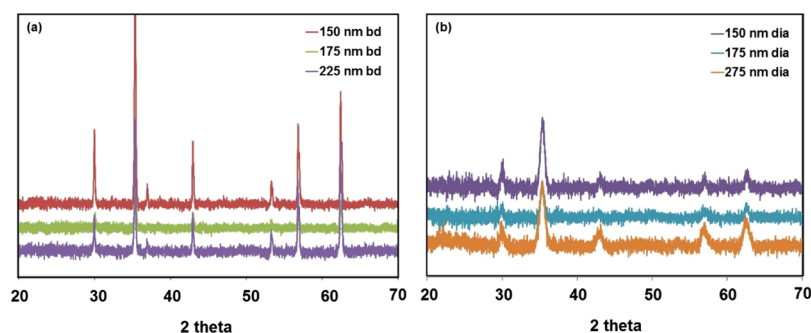 (a)
150 nm bd
175 nm bd
225 nm bd
20 30 40 50 60 70
2 theta
(b)
150 nm dia
175 nm dia
275 nm dia
20 30 40 50 60 70
2 theta